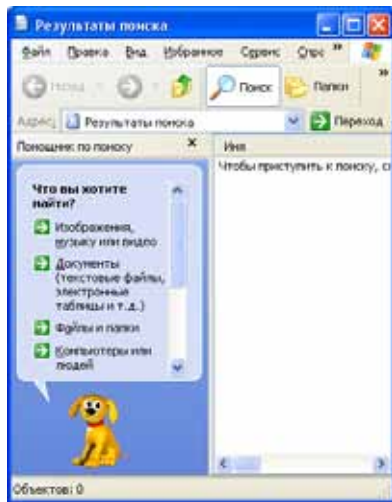 Результаты поиска
Файл Правка Вид Избранное Сервис Спра »
Назад Поиск Папки »
Адрес: Результаты поиска Переход
Помощник по поиску × Имя
Чтобы приступить к поиску, сл
Что вы хотите
найти?
Изображения,
музыку или видео
Документы
(текстовые файлы,
электронные
таблицы и т.д.)
Файлы и папки
Компьютеры или
людей
Объектов: 0